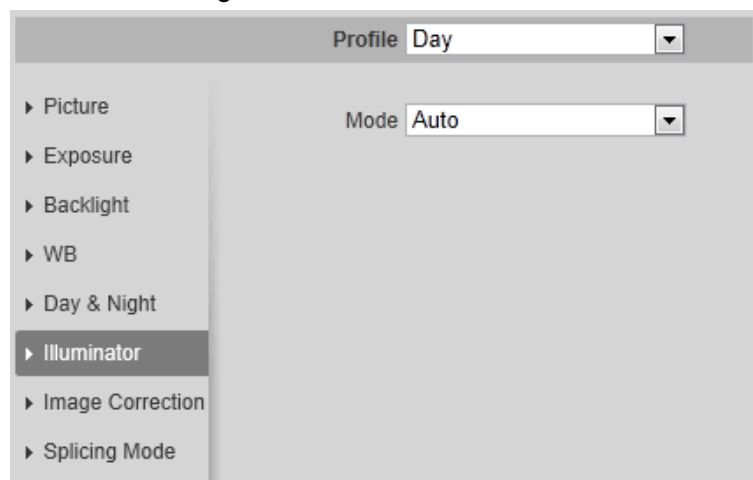 Profile Day
Picture
Mode Auto
Exposure
Backlight
WB
Day & Night
Illuminator
Image Correction
Splicing Mode